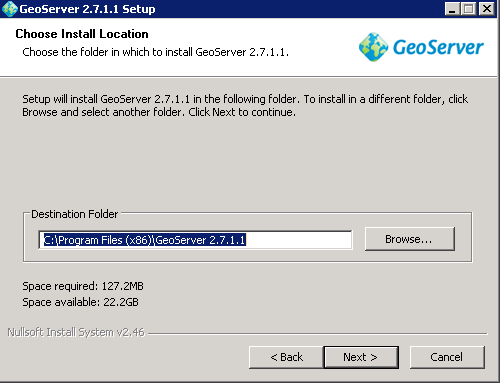 GeoServer 2.7.1.1 Setup
Choose Install Location
Choose the folder in which to install GeoServer 2.7.1.1.
GeoServer
Setup will install GeoServer 2.7.1.1 in the following folder. To install in a different folder, click
Browse and select another folder. Click Next to continue.
Destination Folder
C:\Program Files (x86)\GeoServer 2.7.1.1
Browse...
Space required: 127.2MB
Space available: 22.2GB
Nullsoft Install System v2.46
< Back
Next >
Cancel